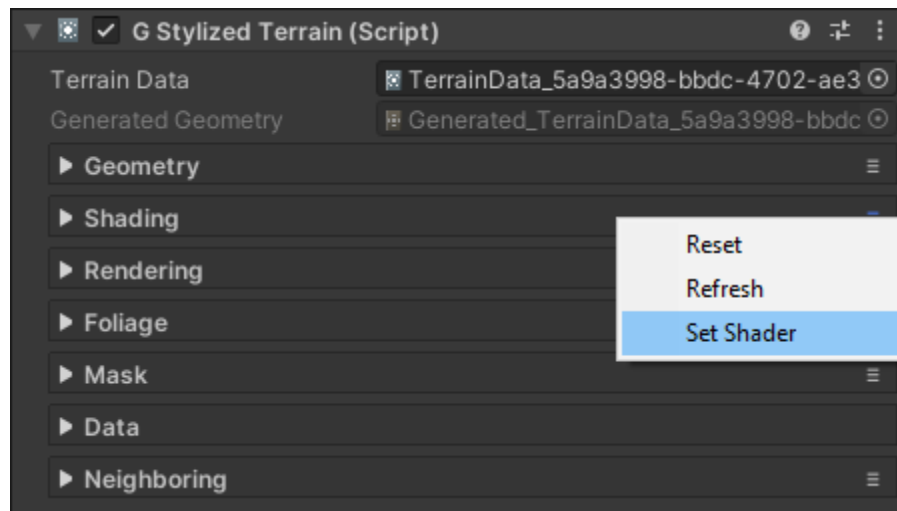 G Stylized Terrain (Script)
Terrain Data TerrainData_5a9a3998-bbdc-4702-ae3
Generated Geometry Generated_TerrainData_5a9a3998-bbdc
Geometry
Shading
Reset
Rendering
Refresh
Foliage
Set Shader
Mask
Data
Neighboring